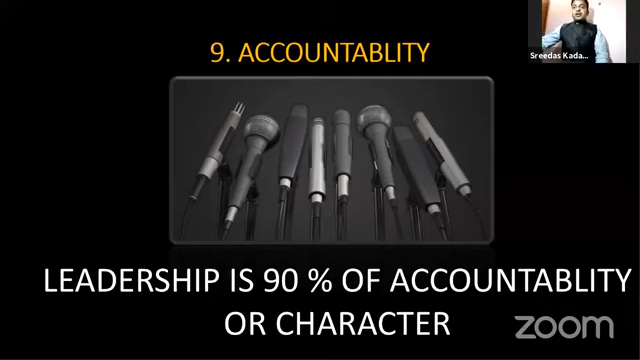 Sreedas Kada...
9. ACCOUNTABLITY
LEADERSHIP IS 90 % OF ACCOUNTABLITY
OR CHARACTER
zoom